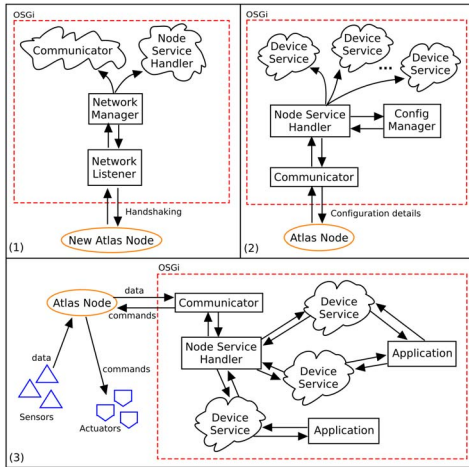 OSGi
Communicator
Node
Service
Handler
Network
Manager
Network
Listener
Handshaking
New Atlas Node
(1)
OSGi
Device
Service
Device
Service
...
Device
Service
Node Service
Handler
Config
Manager
Communicator
Configuration details
Atlas Node
(2)
OSGi
Atlas Node
data
commands
Communicator
Device
Service
Node Service
Handler
Application
Device
Service
data
commands
Sensors
Actuators
Device
Service
Application
(3)